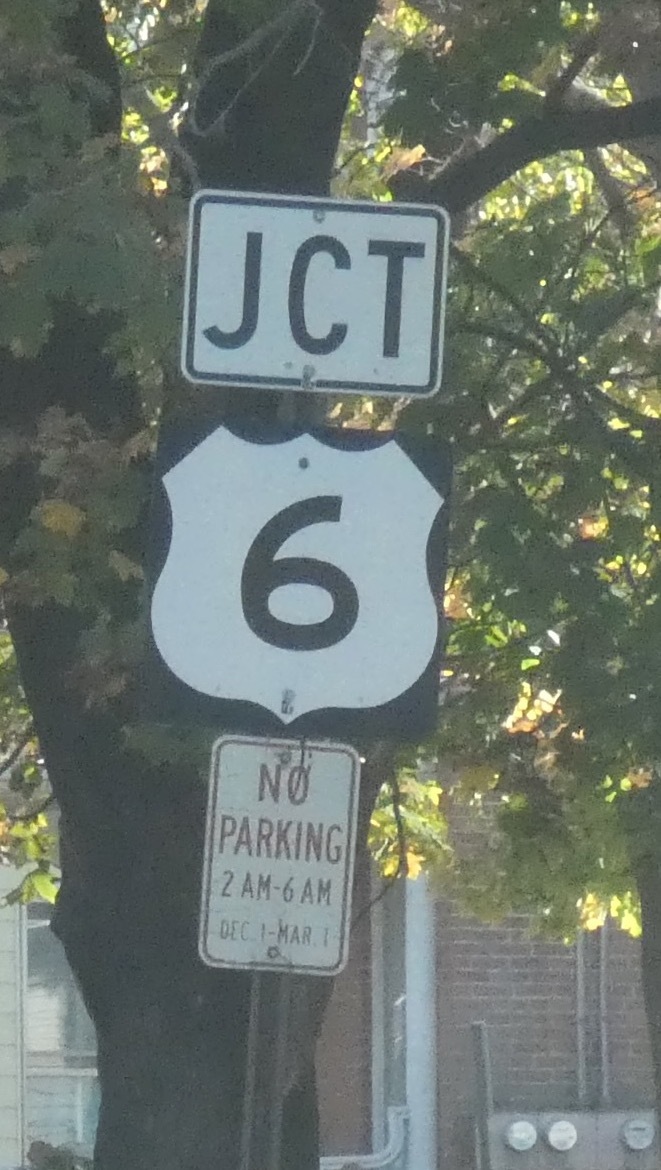 JCT
6
NO
PARKING
2 AM-6 AM
DEC. 1-MAR. 1